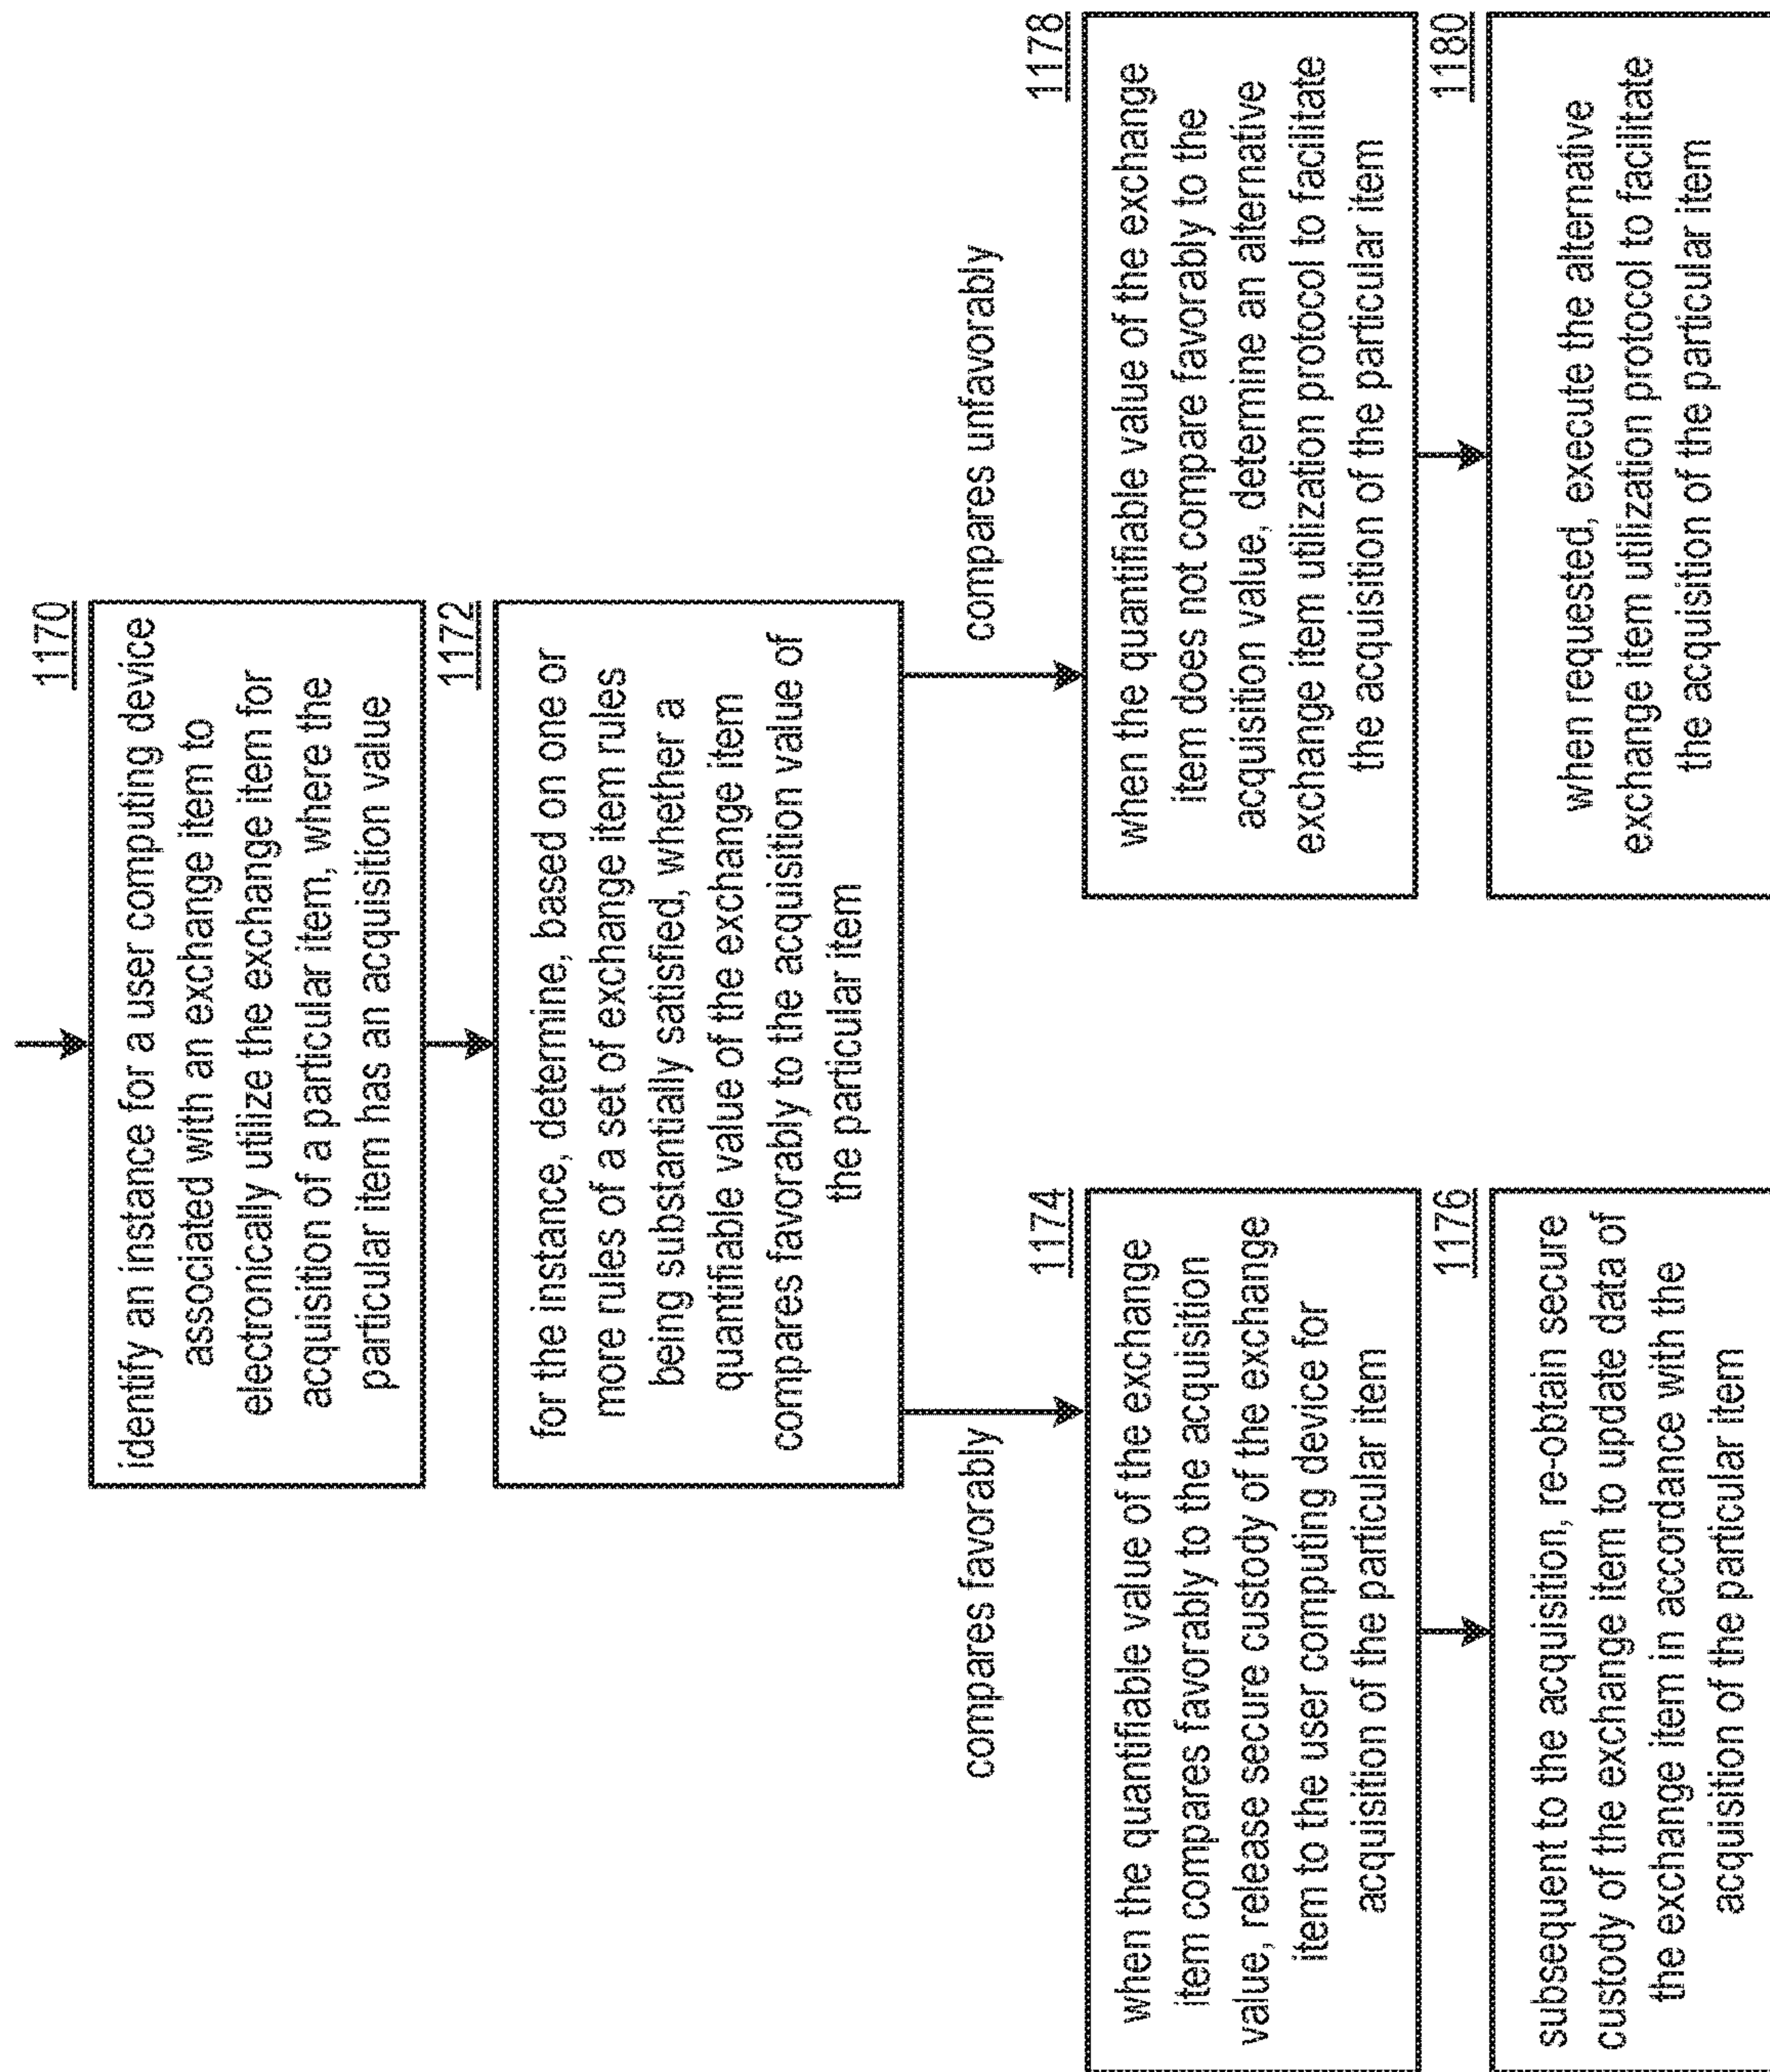 1170
identify an instance for a user computing device
associated with an exchange item to
electronically utilize the exchange item for
acquisition of a particular item, where the
particular item has an acquisition value
1172
for the instance, determine, based on one or
more rules of a set of exchange item rules
being substantially satisfied, whether a
quantifiable value of the exchange item
compares favorably to the acquisition value of
the particular item
compares favorably
compares unfavorably
1174
when the quantifiable value of the exchange
item compares favorably to the acquisition
value, release secure custody of the exchange
item to the user computing device for
acquisition of the particular item
1176
subsequent to the acquisition, re-obtain secure
custody of the exchange item to update data of
the exchange item in accordance with the
acquisition of the particular item
1178
when the quantifiable value of the exchange
item does not compare favorably to the
acquisition value, determine an alternative
exchange item utilization protocol to facilitate
the acquisition of the particular item
1180
when requested, execute the alternative
exchange item utilization protocol to facilitate
the acquisition of the particular item